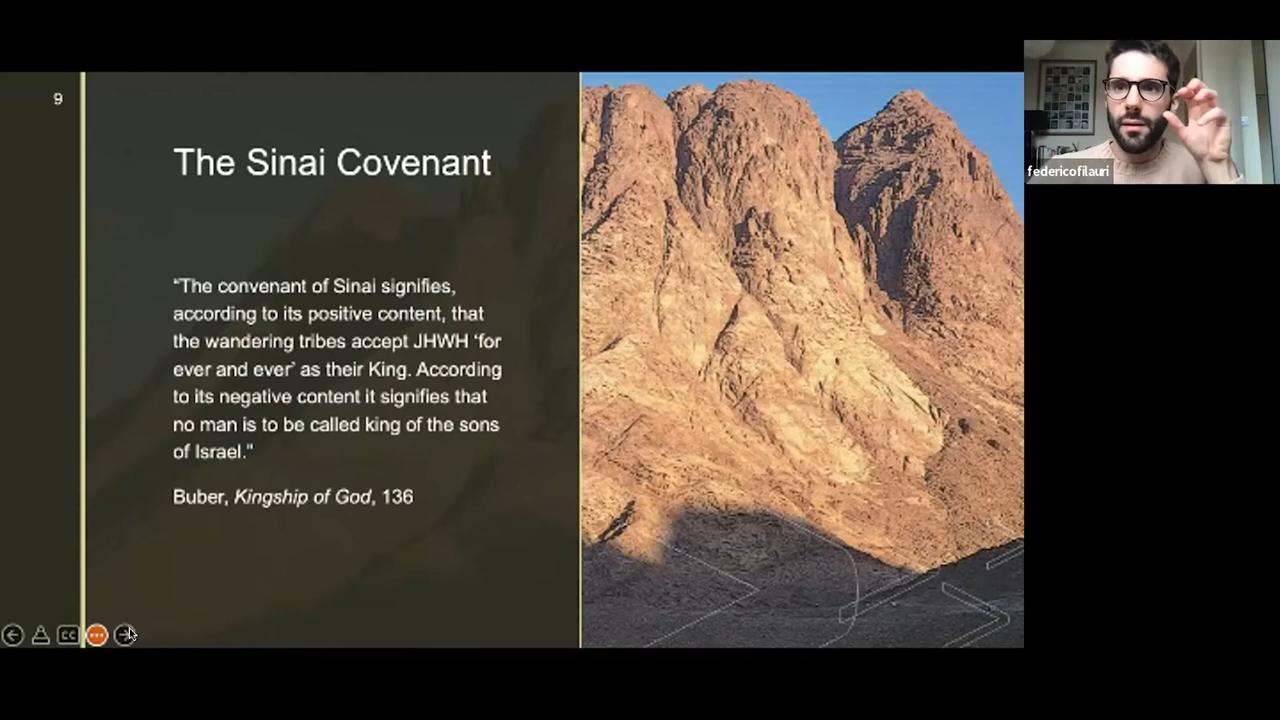 9
The Sinai Covenant
“The convenant of Sinai signifies,
according to its positive content, that
the wandering tribes accept JHWH ‘for
ever and ever’ as their King. According
to its negative content it signifies that
no man is to be called king of the sons
of Israel."
Buber, Kingship of God, 136
CC
federicofilauri